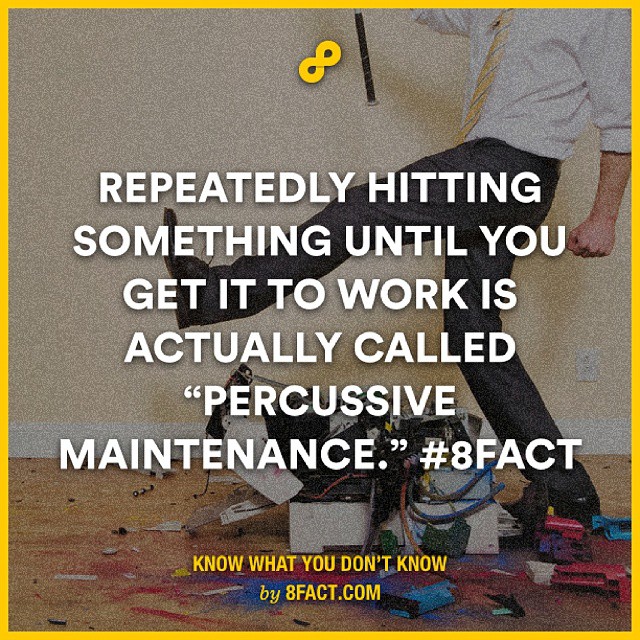 REPEATEDLY HITTING
SOMETHING UNTIL YOU
GET IT TO WORK IS
ACTUALLY CALLED
“PERCUSSIVE
MAINTENANCE.” #8FACT
KNOW WHAT YOU DON’T KNOW
by 8FACT.COM